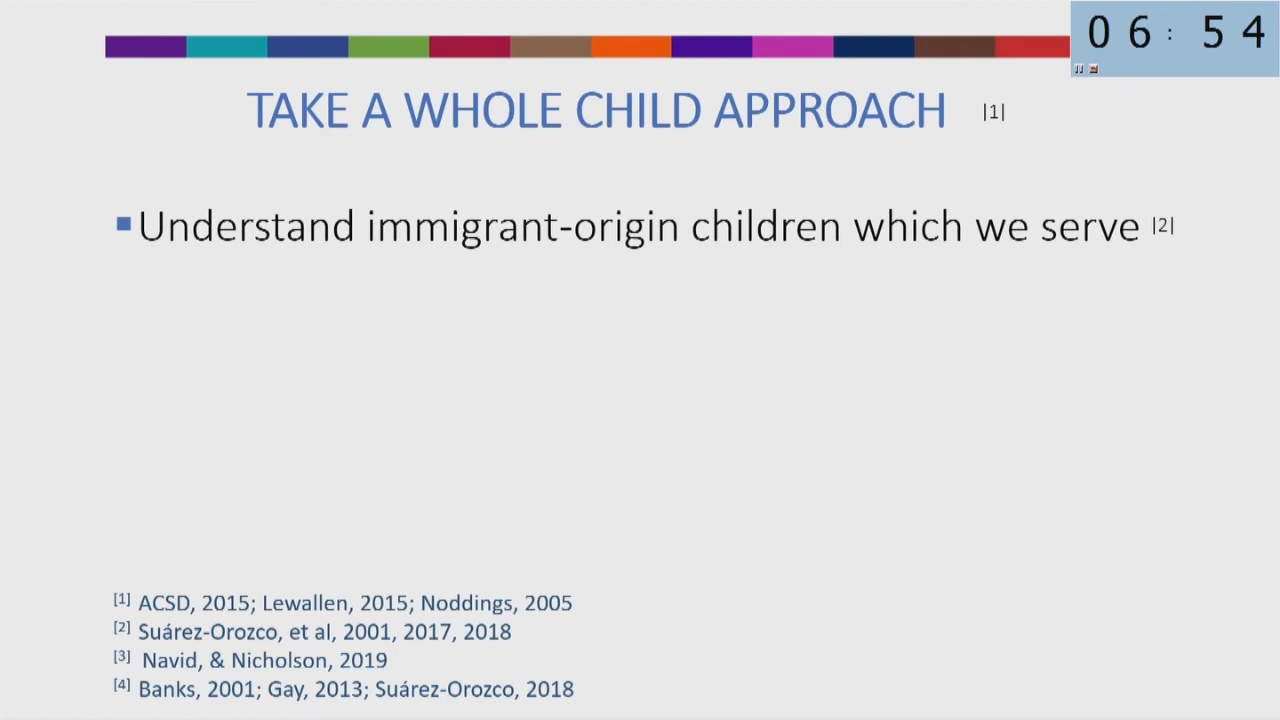 06:54
TAKE A WHOLE CHILD APPROACH [1]
Understand immigrant-origin children which we serve [2]
[1] ACSD, 2015; Lewallen, 2015; Noddings, 2005
[2] Suárez-Orozco, et al, 2001, 2017, 2018
[3] Navid, & Nicholson, 2019
[4] Banks, 2001; Gay, 2013; Suárez-Orozco, 2018